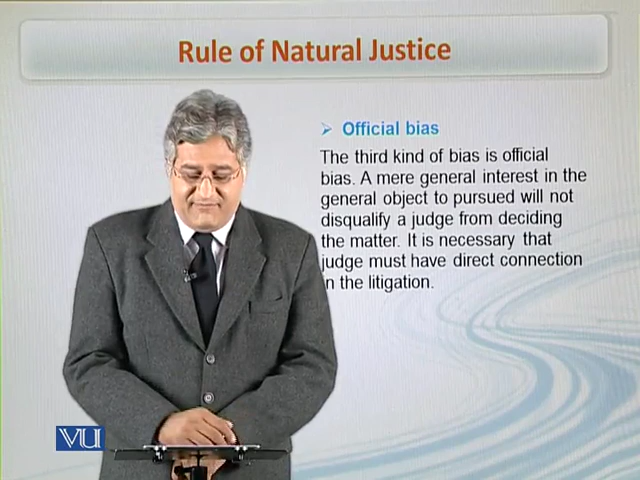 Rule of Natural Justice
Official bias
The third kind of bias is official
bias. A mere general interest in the
general object to pursued will not
disqualify a judge from deciding
the matter. It is necessary that
judge must have direct connection
in the litigation.
VU